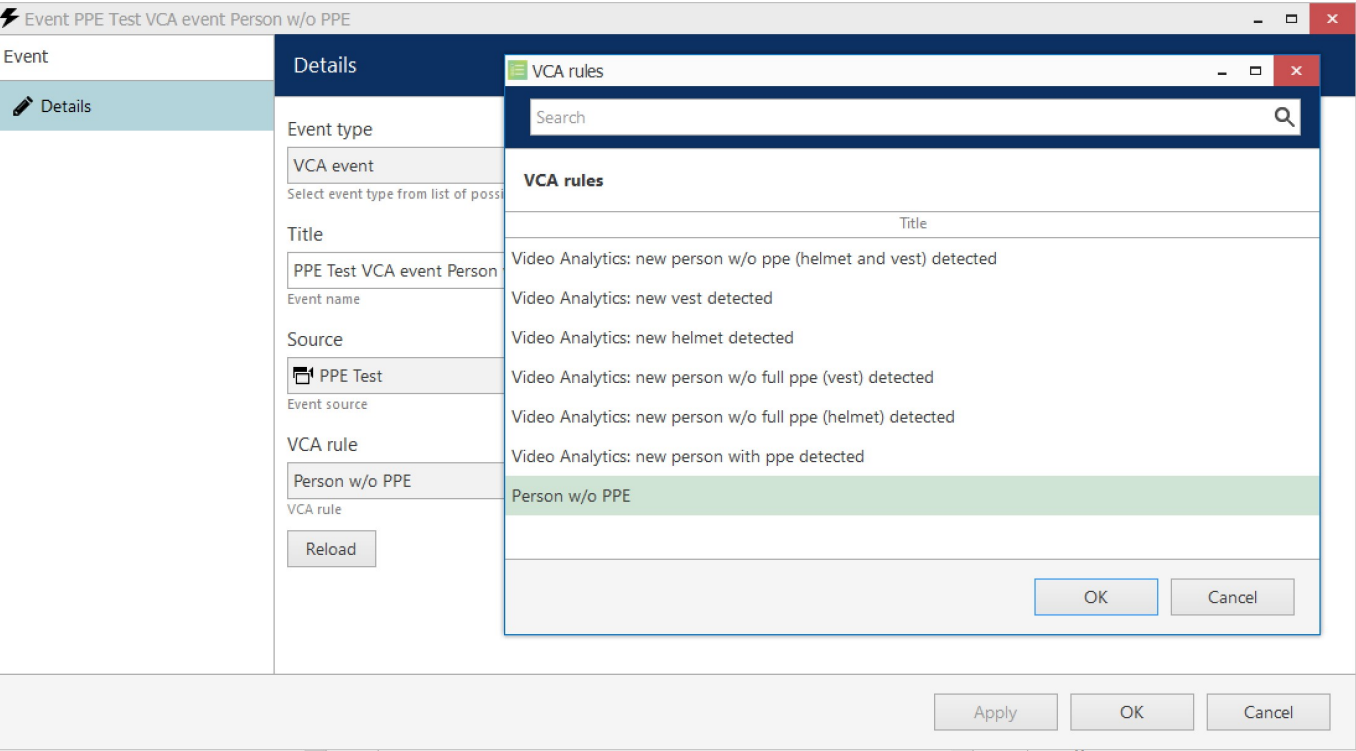 Event PPE Test VCA event Person w/o PPE
Event
Details
Details
Event type
VCA event
Select event type from list of possi
Title
PPE Test VCA event Person
Event name
Source
PPE Test
Event source
VCA rule
Person w/o PPE
VCA rule
Reload
VCA rules
Search
VCA rules
Title
Video Analytics: new person w/o ppe (helmet and vest) detected
Video Analytics: new vest detected
Video Analytics: new helmet detected
Video Analytics: new person w/o full ppe (vest) detected
Video Analytics: new person w/o full ppe (helmet) detected
Video Analytics: new person with ppe detected
Person w/o PPE
OK
Cancel
Apply
OK
Cancel